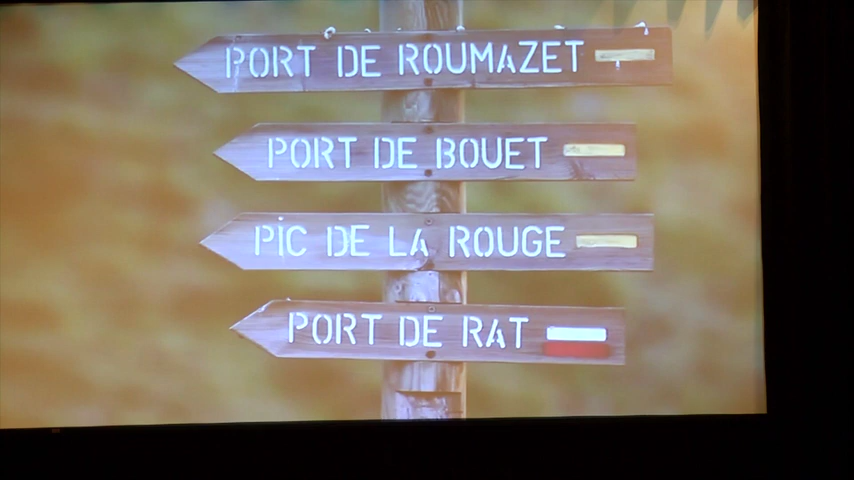 PORT DE ROUMAZET
PORT DE BOUET
PIC DE LA ROUGE
PORT DE RAT